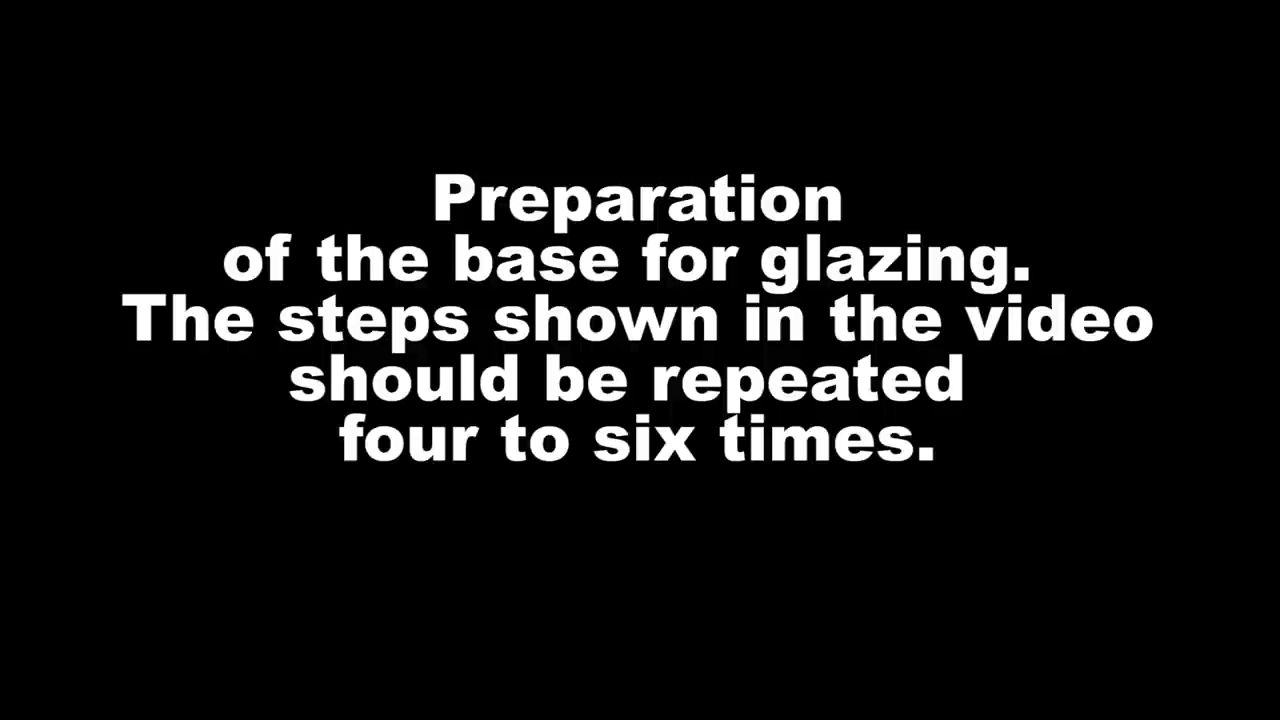 Preparation
of the base for glazing.
The steps shown in the video
should be repeated
four to six times.